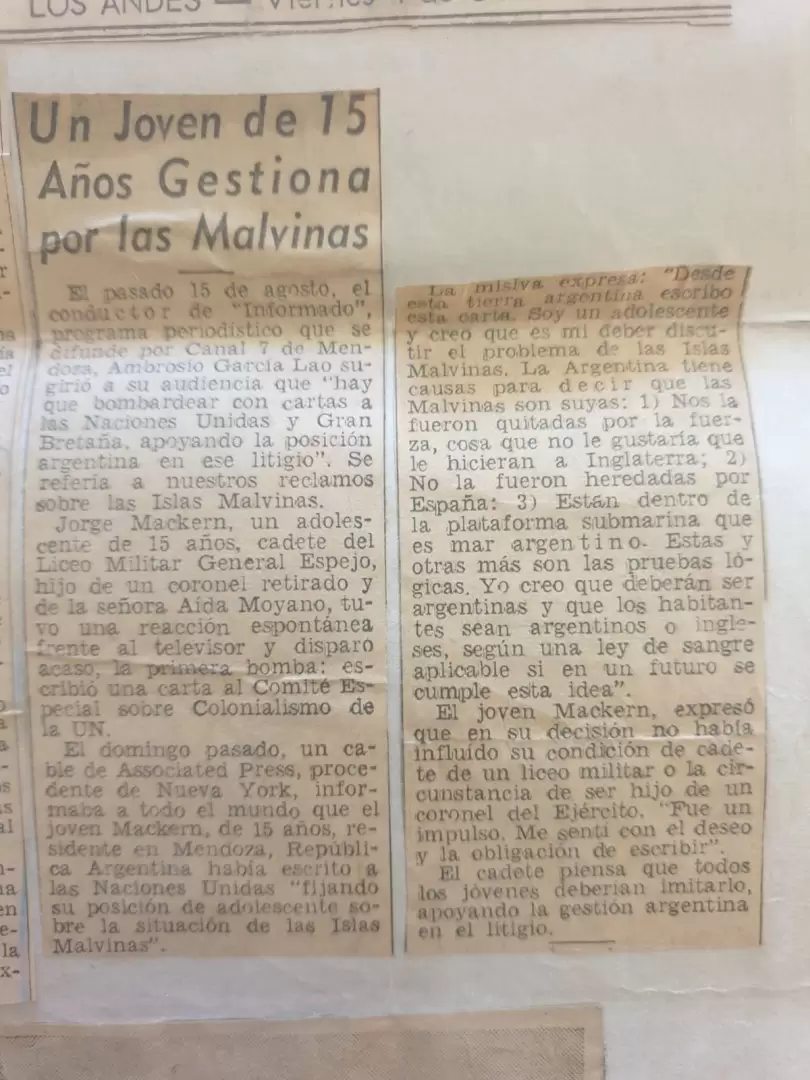 LOS ANDES — Viernes
Un Joven de 15
Años Gestiona
por las Malvinas
El pasado 15 de agosto, el
conductor de "Informado",
programa periodístico que se
difunde por Canal 7 de Men-
dosa, Ambrosio García Lao su-
girió a su audiencia que "hay
que bombardear con cartas a
las Naciones Unidas y Gran
Bretaña, apoyando la posición
argentina en ese litigio". Se
refería a nuestros reclamos
sobre las Islas Malvinas.
Jorge Mackern, un adoles-
cente de 15 años, cadete del
Liceo Militar General Espejo,
hijo de un coronel retirado y
de la señora Aída Moyano, tu-
vo una reacción espontánea
frente al televisor y disparó
acaso, la primera bomba: es-
cribió una carta al Comité Es-
pecial sobre Colonialismo de
la UN.
El domingo pasado, un ca-
ble de Associated Press, proce-
dente de Nueva York, infor-
maba a todo el mundo que el
joven Mackern, de 15 años, re-
sidente en Mendoza, Repúbli-
ca Argentina había escrito a
las Naciones Unidas "fijando
su posición de adolescente so-
bre la situación de las Islas
Malvinas".
La misiva expresa: "Desde
esta tierra argentina escribo
esta carta. Soy un adolescente
y creo que es mi deber discu-
tir el problema de las Islas
Malvinas. La Argentina tiene
causas para decir que las
Malvinas son suyas: 1) Nos la
fueron quitadas por la fuer-
za, cosa que no le gustaría que
le hicieran a Inglaterra; 2)
No la fueron heredadas por
España: 3) Están dentro de
la plataforma submarina que
es mar argentino. Estas y
otras más son las pruebas ló-
gicas. Yo creo que deberán ser
argentinas y que los habitan-
tes sean argentinos o ingle-
ses, según una ley de sangre
aplicable si en un futuro se
cumple esta idea".
El joven Mackern, expresó
que en su decisión no había
influído su condición de cade-
te de un liceo militar o la cir-
cunstancia de ser hijo de un
coronel del Ejército. "Fue un
impulso. Me sentí con el deseo
y la obligación de escribir".
El cadete piensa que todos
los jóvenes deberían imitarlo,
apoyando la gestión argentina
en el litigio.